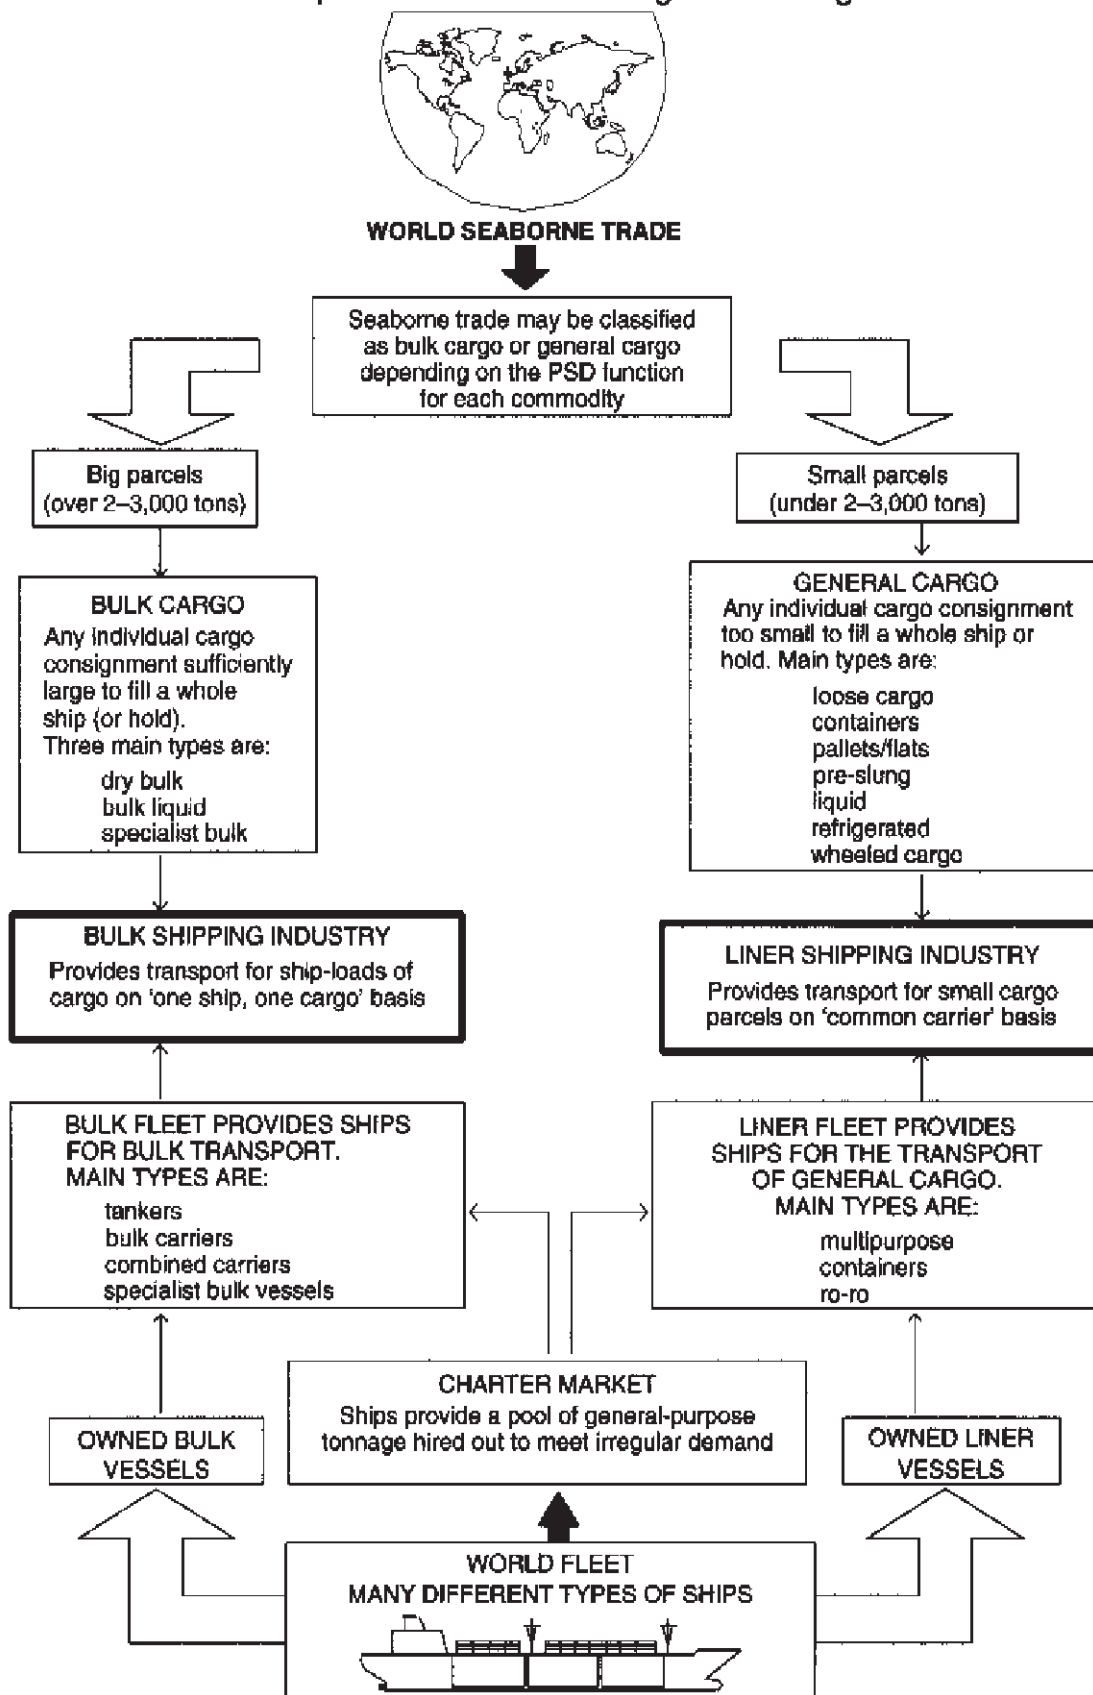 WORLD SEABORNE TRADE
Seaborne trade may be classified
as bulk cargo or general cargo
depending on the PSD function
for each commodity
Big parcels
(over 2–3,000 tons)
Small parcels
(under 2–3,000 tons)
BULK CARGO
Any individual cargo
consignment sufficiently
large to fill a whole
ship (or hold).
Three main types are:
dry bulk
bulk liquid
specialist bulk
GENERAL CARGO
Any individual cargo consignment
too small to fill a whole ship or
hold. Main types are:
loose cargo
containers
pallets/flats
pre-slung
liquid
refrigerated
wheeled cargo
BULK SHIPPING INDUSTRY
Provides transport for ship-loads of
cargo on 'one ship, one cargo' basis
LINER SHIPPING INDUSTRY
Provides transport for small cargo
parcels on 'common carrier' basis
BULK FLEET PROVIDES SHIPS
FOR BULK TRANSPORT.
MAIN TYPES ARE:
tankers
bulk carriers
combined carriers
specialist bulk vessels
LINER FLEET PROVIDES
SHIPS FOR THE TRANSPORT
OF GENERAL CARGO.
MAIN TYPES ARE:
multipurpose
containers
ro-ro
CHARTER MARKET
Ships provide a pool of general-purpose
tonnage hired out to meet irregular demand
OWNED BULK
VESSELS
OWNED LINER
VESSELS
WORLD FLEET
MANY DIFFERENT TYPES OF SHIPS